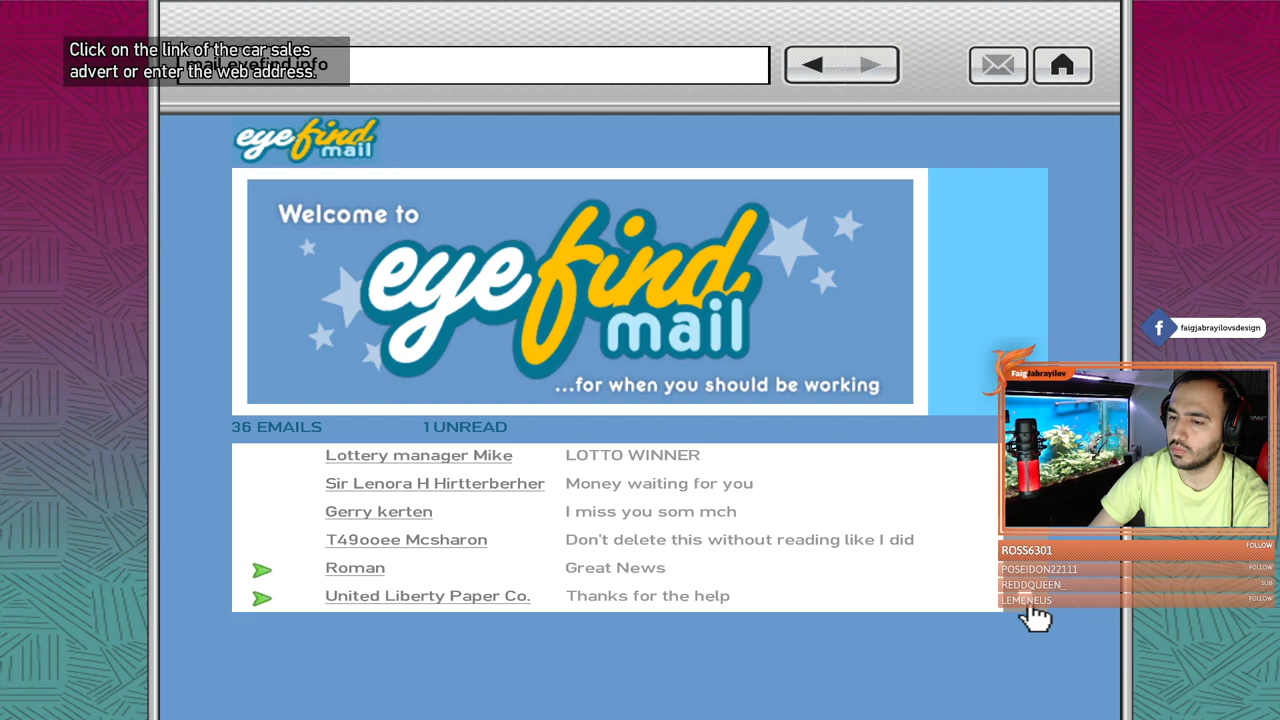 Click on the link of the car sales
advert or enter the web address.
mail.eyefind.info
eyefind.
mail
Welcome to
eyefind.
mail
...for when you should be working
36 EMAILS 1 UNREAD
Lottery manager Mike LOTTO WINNER
Sir Lenora H Hirtterberher Money waiting for you
Gerry kerten I miss you som mch
T49ooee Mcsharon Don't delete this without reading like I did
Roman Great News
United Liberty Paper Co. Thanks for the help
f faigjabrayilovsdesign
FaigJabrayilov
ROSS6301 FOLLOW
POSEIDON22111 FOLLOW
REDDQUEEN_ SUB
LEMENEUS FOLLOW